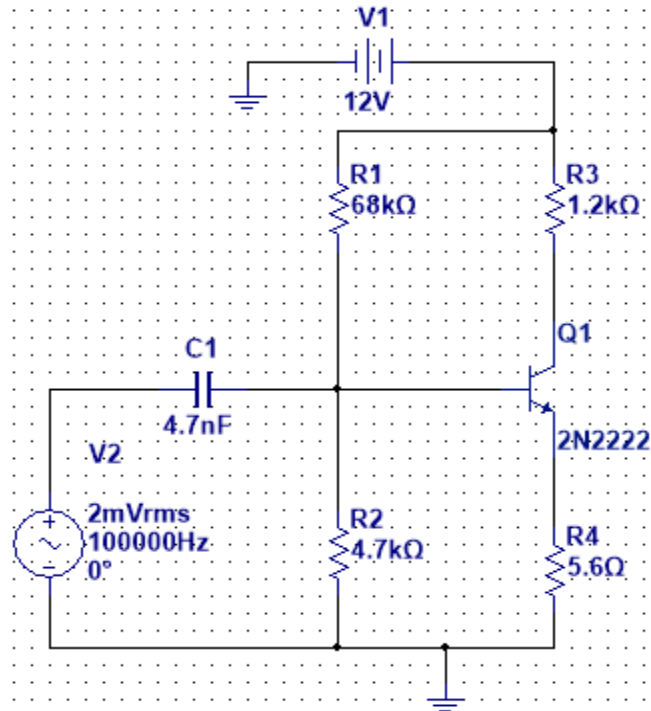 V1
12V
R1
68kΩ
R3
1.2kΩ
Q1
C1
4.7nF
2N2222
V2
2mVrms
100000Hz
0°
R2
4.7kΩ
R4
5.6Ω